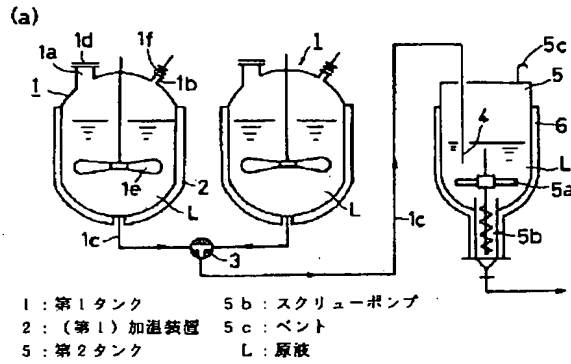 (a)
1d
1f
1a
1b
1
1
5c
5
4
6
1e
2
L
L
L
5a
5b
1c
3
1c
1：第1タンク
2：（第1）加温装置
5：第2タンク
5b：スクリューポンプ
5c：ベント
L：原液